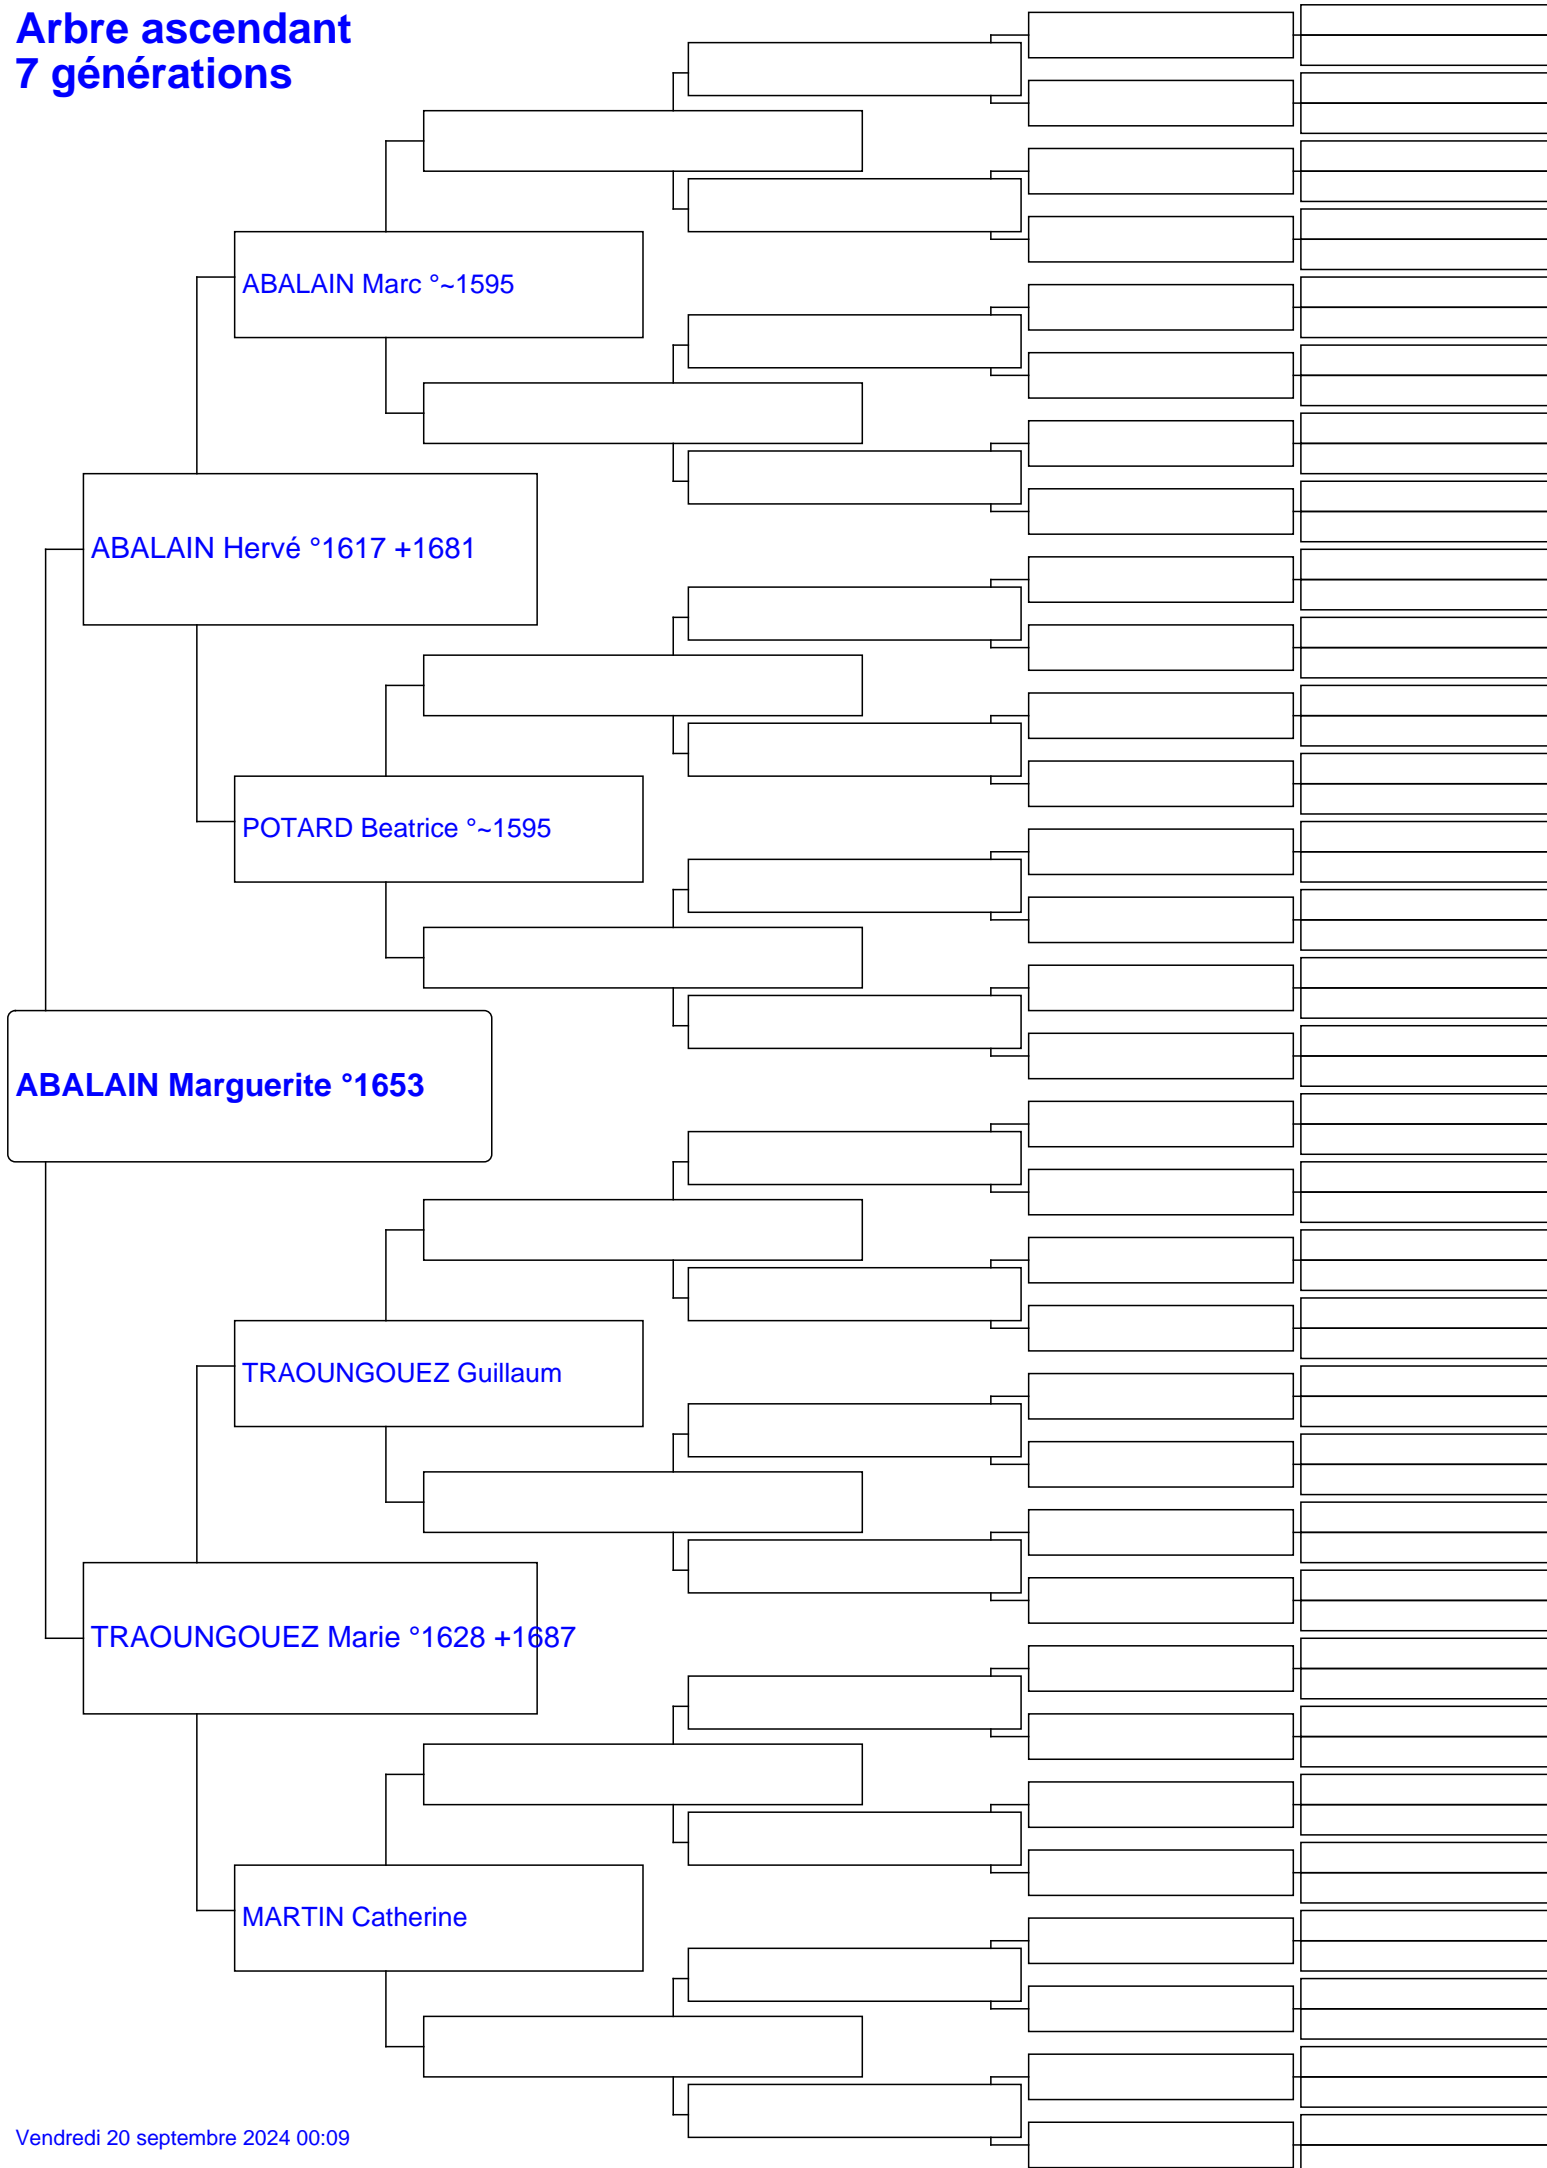 Arbre ascendant
7 générations
ABALAIN Marc °~1595
ABALAIN Hervé °1617 +1681
POTARD Beatrice °~1595
ABALAIN Marguerite °1653
TRAOUNGOUEZ Guillaum
TRAOUNGOUEZ Marie °1628 +1687
MARTIN Catherine
Vendredi 20 septembre 2024 00:09